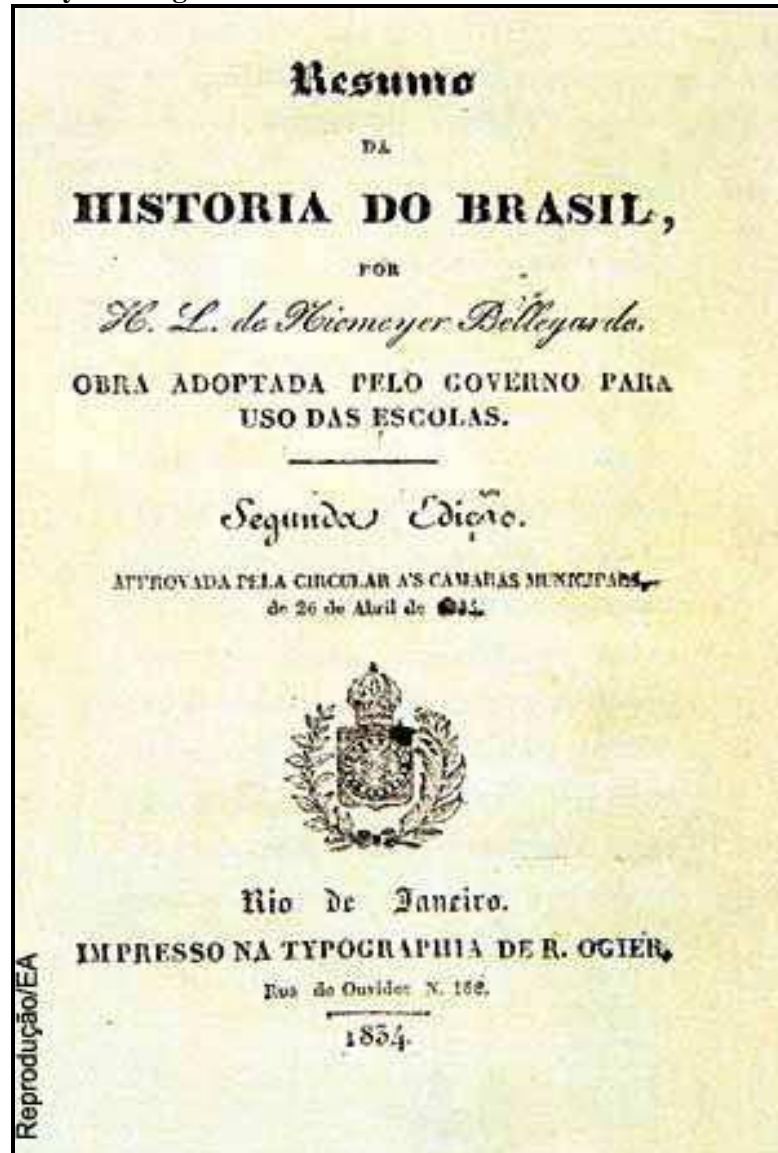 Resumo
DA
HISTORIA DO BRASIL,
POR
H. L. de Niemeyer Bellegarde.
OBRA ADOPTADA PELO GOVERNO PARA
USO DAS ESCOLAS.
Segunda Edição.
APPROVADA PELA CIRCULAR A'S CAMARAS MUNICIPAES,
de 26 de Abril de
Rio de Janeiro.
IMPRESSO NA TYPOGRAPHIA DE R. OGIER,
Rua do Ouvidor N. 188.
1834.
Reprodução/EA